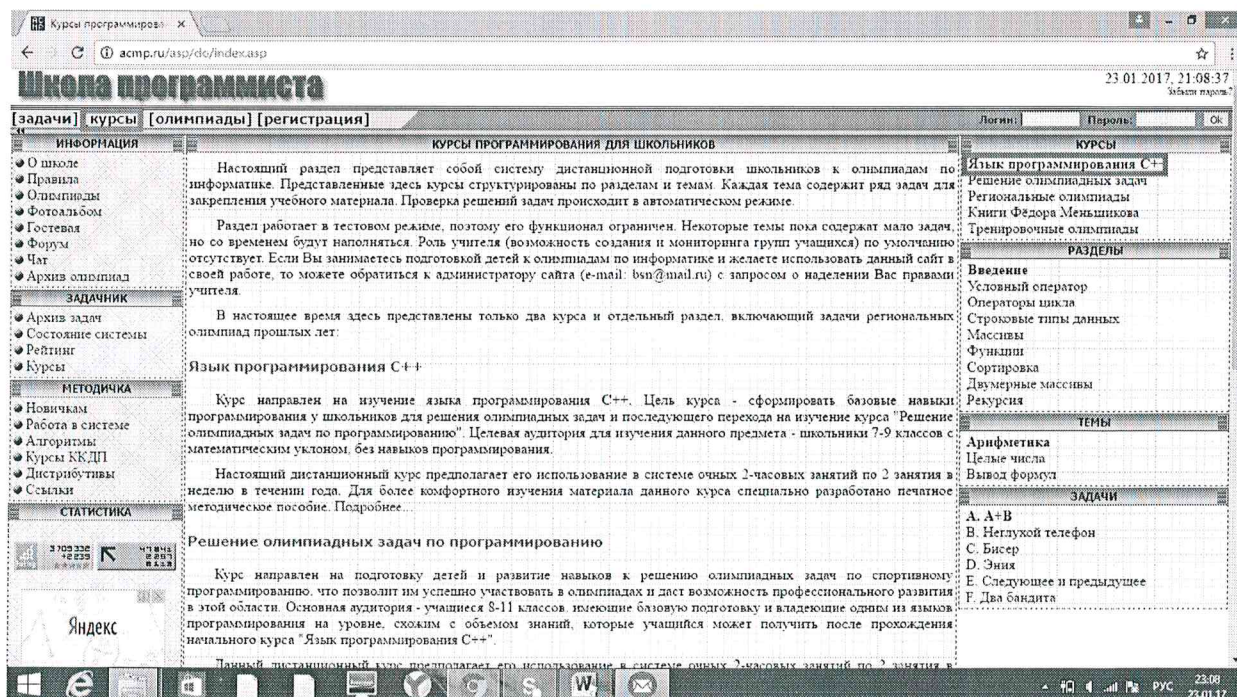 Курсы программирова
acmp.ru/asp/do/index.asp
Школа программиста
23 01 2017, 21:08:37
Забыли пароль?
[задачи] курсы [олимпиады] [регистрация]
Логин:
Пароль:
Ok
ИНФОРМАЦИЯ
О школе
Правила
Олимпиады
Фотоальбом
Гостевая
Форум
Чат
Архив олимпиад
ЗАДАЧНИК
Архив задач
Состояние системы
Рейтинг
Курсы
МЕТОДИЧКА
Новичкам
Работа в системе
Алгоритмы
Курсы ККДП
Дистрибутивы
Ссылки
СТАТИСТИКА
Яндекс
КУРСЫ ПРОГРАММИРОВАНИЯ ДЛЯ ШКОЛЬНИКОВ
Настоящий раздел представляет собой систему дистанционной подготовки школьников к олимпиадам по
информатике. Представленные здесь курсы структурированы по разделам и темам. Каждая тема содержит ряд задач для
закрепления учебного материала. Проверка решений задач происходит в автоматическом режиме.
Раздел работает в тестовом режиме, поэтому его функционал ограничен. Некоторые темы пока содержат мало задач,
но со временем будут наполняться. Роль учителя (возможность создания и мониторинга групп учащихся) по умолчанию
отсутствует. Если Вы занимаетесь подготовкой детей к олимпиадам по информатике и желаете использовать данный сайт в
своей работе, то можете обратиться к администратору сайта (e-mail: bsn@mail.ru) с запросом о наделении Вас правами
учителя.
В настоящее время здесь представлены только два курса и отдельный раздел, включающий задачи региональных
олимпиад прошлых лет:
Язык программирования C++
Курс направлен на изучение языка программирования C++. Цель курса - сформировать базовые навыки
программирования у школьников для решения олимпиадных задач и последующего перехода на изучение курса "Решение
олимпиадных задач по программированию". Целевая аудитория для изучения данного предмета - школьники 7-9 классов с
математическим уклоном, без навыков программирования.
Настоящий дистанционный курс предполагает его использование в системе очных 2-часовых занятий по 2 занятия в
неделю в течении года. Для более комфортного изучения материала данного курса специально разработано печатное
методическое пособие. Подробнее...
Решение олимпиадных задач по программированию
Курс направлен на подготовку детей и развитие навыков к решению олимпиадных задач по спортивному
программированию, что позволит им успешно участвовать в олимпиадах и даст возможность профессионального развития
в этой области. Основная аудитория - учащиеся 8-11 классов, имеющие базовую подготовку и владеющие одним из языков
программирования на уровне, схожим с объемом знаний, которые учащийся может получить после прохождения
начального курса "Язык программирования C++".
Данный дистанционный курс предполагает его использование в системе очных 2-часовых занятий по 2 занятия в
КУРСЫ
Язык программирования C++
Решение олимпиадных задач
Региональные олимпиады
Книги Фёдора Меньшикова
Тренировочные олимпиады
РАЗДЕЛЫ
Введение
Условный оператор
Операторы цикла
Строковые типы данных
Массивы
Функции
Сортировка
Двумерные массивы
Рекурсия
ТЕМЫ
Арифметика
Целые числа
Вывод формул
ЗАДАЧИ
A. A+B
B. Неглухой телефон
C. Бисер
D. Эния
E. Следующее и предыдущее
F. Два бандита
РУС
23:08
23.01.17